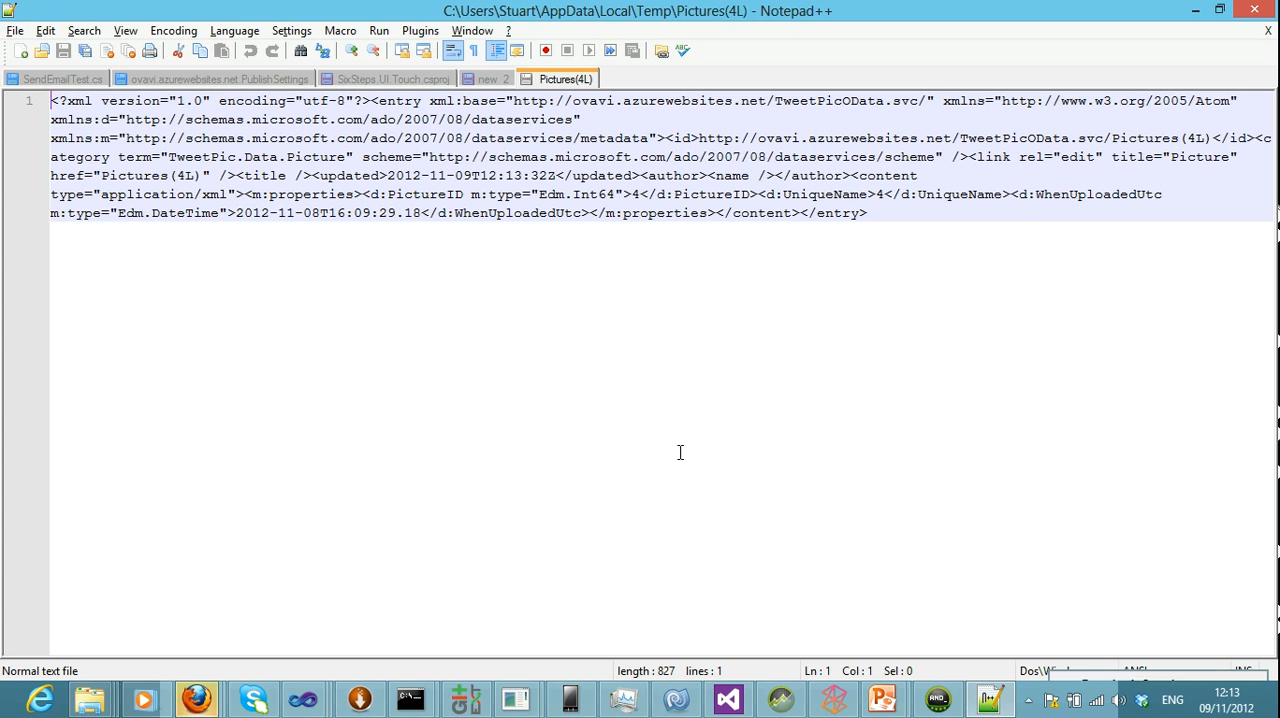 C:\Users\Stuart\AppData\Local\Temp\Pictures(4L) - Notepad++
File Edit Search View Encoding Language Settings Macro Run Plugins Window ? X
SendEmailTest.cs ovavi.azurewebsites.net.PublishSettings SixSteps.UI.Touch.csproj new 2 Pictures(4L)
1 <?xml version="1.0" encoding="utf-8"?><entry xml:base="http://ovavi.azurewebsites.net/TweetPicOData.svc/" xmlns="http://www.w3.org/2005/Atom"
xmlns:d="http://schemas.microsoft.com/ado/2007/08/dataservices"
xmlns:m="http://schemas.microsoft.com/ado/2007/08/dataservices/metadata"><id>http://ovavi.azurewebsites.net/TweetPicOData.svc/Pictures(4L)</id><c
ategory term="TweetPic.Data.Picture" scheme="http://schemas.microsoft.com/ado/2007/08/dataservices/scheme" /><link rel="edit" title="Picture"
href="Pictures(4L)" /><title /><updated>2012-11-09T12:13:32Z</updated><author><name /></author><content
type="application/xml"><m:properties><d:PictureID m:type="Edm.Int64">4</d:PictureID><d:UniqueName>4</d:UniqueName><d:WhenUploadedUtc
m:type="Edm.DateTime">2012-11-08T16:09:29.18</d:WhenUploadedUtc></m:properties></content></entry>
Normal text file length : 827 lines : 1 Ln : 1 Col : 1 Sel : 0
ENG 12:13
09/11/2012